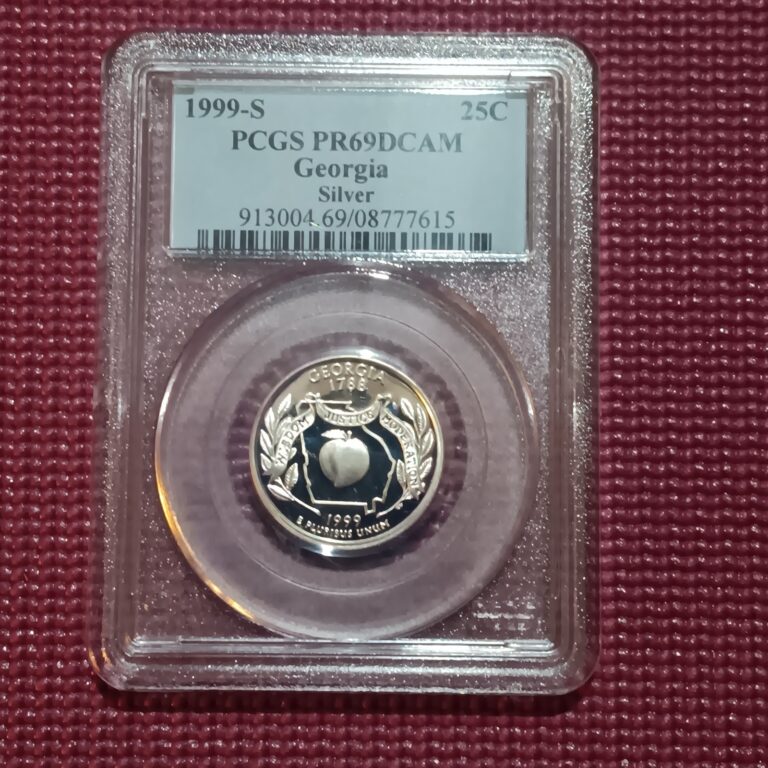 1999-S 25C
PCGS PR69DCAM
Georgia
Silver
913004.69/08777615
GEORGIA
1788
WISDOM JUSTICE MODERATION
1999
E PLURIBUS UNUM